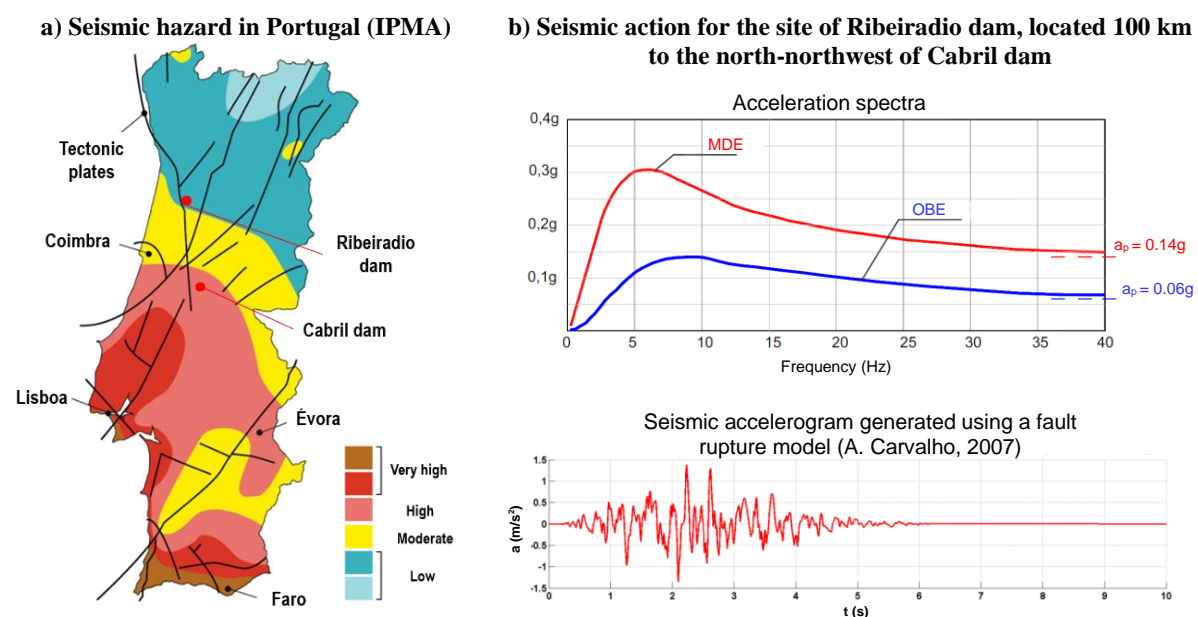 a) Seismic hazard in Portugal (IPMA)
Tectonic
plates
Coimbra
Ribeiradio
dam
Cabril dam
Lisboa
Évora
Very high
High
Moderate
Low
Faro
b) Seismic action for the site of Ribeiradio dam, located 100 km
to the north-northwest of Cabril dam
Acceleration spectra
0,4g
0,3g
0,2g
0,1g
MDE
OBE
aₚ = 0.14g
aₚ = 0.06g
0 5 10 15 20 25 30 35 40
Frequency (Hz)
Seismic accelerogram generated using a fault
rupture model (A. Carvalho, 2007)
a (m/s²)
1.5
1.0
0.5
0
-0.5
-1.0
-1.5
0 1 2 3 4 5 6 7 8 9 10
t (s)